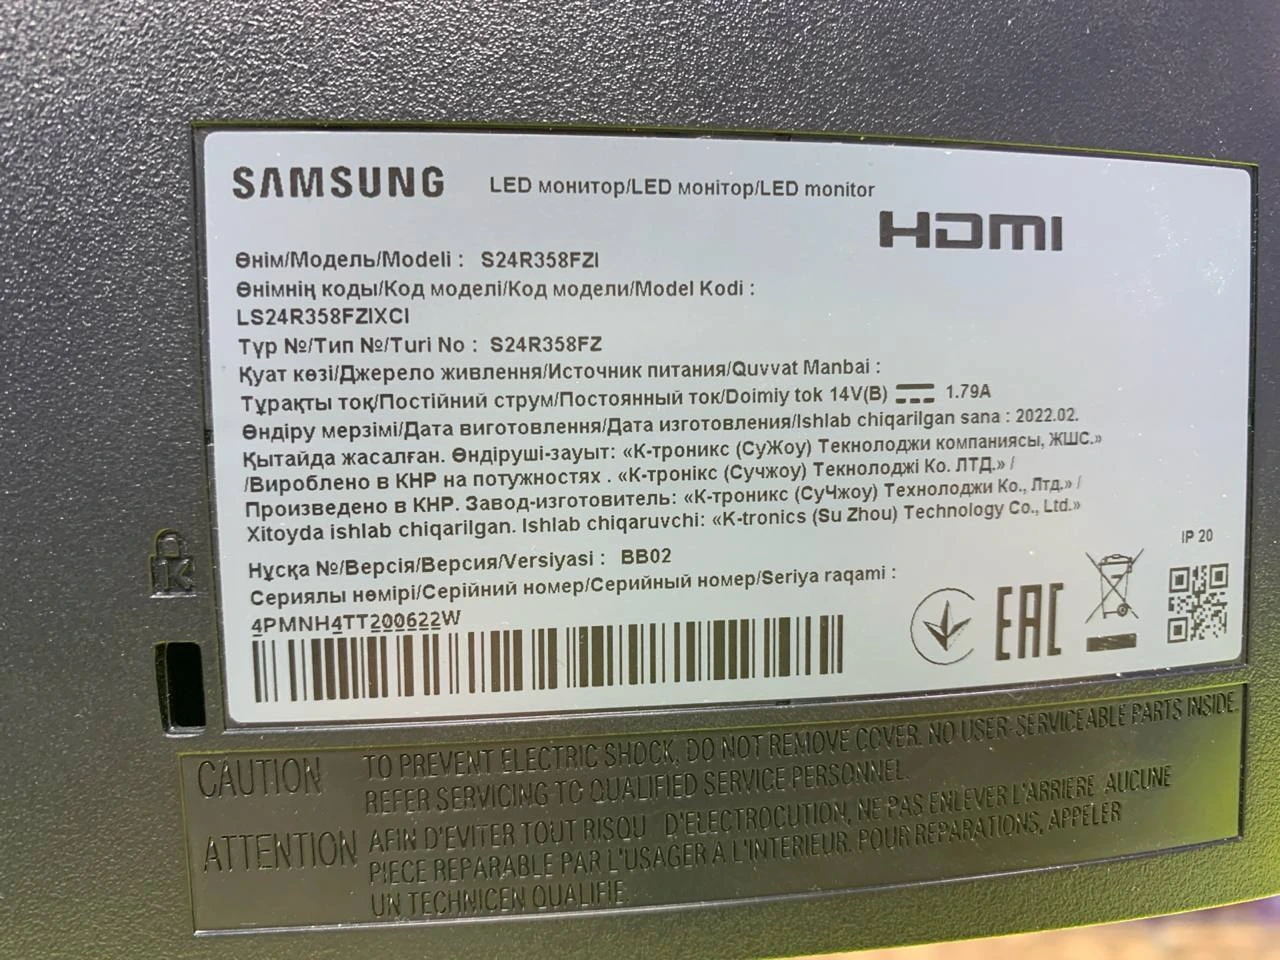 SAMSUNG LED монитор/LED монітор/LED monitor
HDMI
Өнім/Модель/Modeli : S24R358FZI
Өнімнің коды/Код моделі/Код модели/Model Kodi :
LS24R358FZIXCI
Түр №/Тип №/Turi No : S24R358FZ
Қуат көзі/Джерело живлення/Источник питания/Quvvat Manbai :
Тұрақты ток/Постійний струм/Постоянный ток/Doimiy tok 14V(B) 1.79A
Өндіру мерзімі/Дата виготовлення/Дата изготовления/Ishlab chiqarilgan sana : 2022.02.
Қытайда жасалған. Өндіруші-зауыт: «К-троникс (СуЖоу) Текнолоджи компаниясы, ЖШС.»
/Вироблено в КНР на потужностях . «К-тронікс (Сучжоу) Текнолоджі Ко. ЛТД.» /
Произведено в КНР. Завод-изготовитель: «К-троникс (СуЧжоу) Технолоджи Ко., Лтд.» /
Xitoyda ishlab chiqarilgan. Ishlab chiqaruvchi: «K-tronics (Su Zhou) Technology Co., Ltd.»
Нұсқа №/Версія/Версия/Versiyasi : BB02
IP 20
Сериялы нөмірі/Серійний номер/Серийный номер/Seriya raqami :
4PMNH4TT200622W
EAC
K
CAUTION TO PREVENT ELECTRIC SHOCK, DO NOT REMOVE COVER. NO USER-SERVICEABLE PARTS INSIDE.
REFER SERVICING TO QUALIFIED SERVICE PERSONNEL.
ATTENTION AFIN D'EVITER TOUT RISQU D'ELECTROCUTION, NE PAS ENLEVER L'ARRIERE AUCUNE
PIECE REPARABLE PAR L'USAGER A L'INTERIEUR. POUR REPARATIONS, APPELER
UN TECHNICEN QUALIFIE.